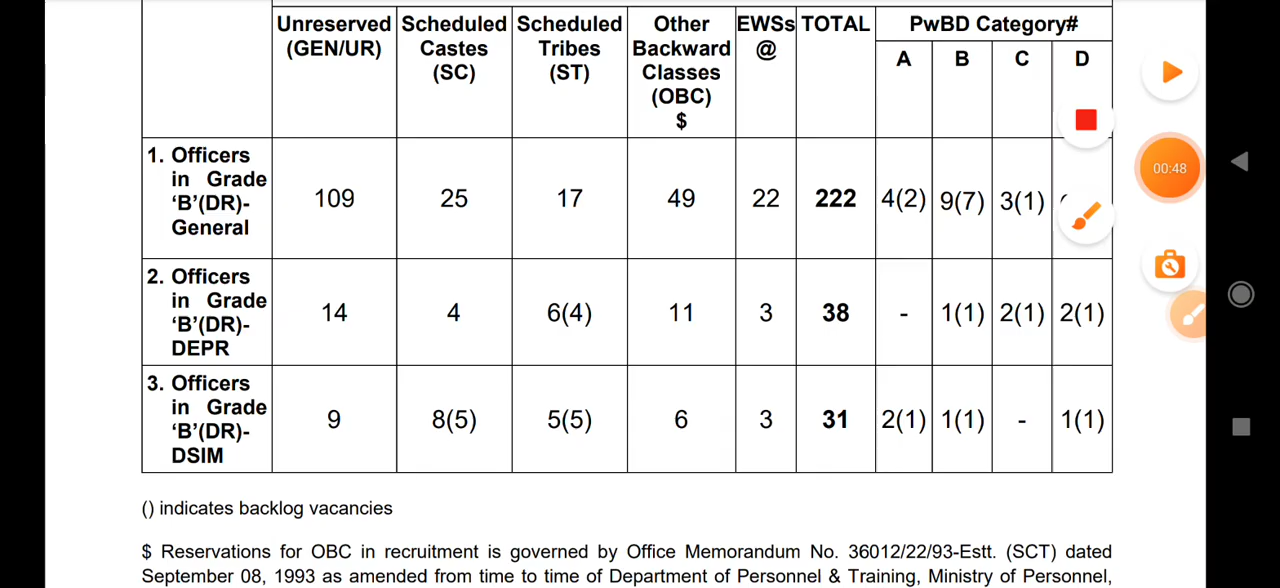 Unreserved (GEN/UR) Scheduled Castes (SC) Scheduled Tribes (ST) Other Backward Classes (OBC) $ EWSs @ TOTAL PwBD Category#
A B C D
1. Officers in Grade ‘B’(DR)- General 109 25 17 49 22 222 4(2) 9(7) 3(1)
2. Officers in Grade ‘B’(DR)- DEPR 14 4 6(4) 11 3 38 - 1(1) 2(1) 2(1)
3. Officers in Grade ‘B’(DR)- DSIM 9 8(5) 5(5) 6 3 31 2(1) 1(1) - 1(1)
() indicates backlog vacancies
$ Reservations for OBC in recruitment is governed by Office Memorandum No. 36012/22/93-Estt. (SCT) dated
September 08, 1993 as amended from time to time of Department of Personnel & Training, Ministry of Personnel,
00:48